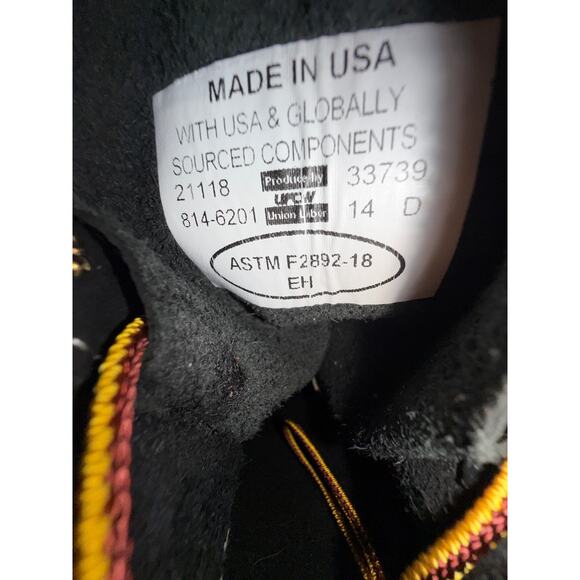 MADE IN USA
WITH USA & GLOBALLY
SOURCED COMPONENTS
21118 Produced by 33739
UFCW
814-6201 Union Labor 14 D
ASTM F2892-18
EH